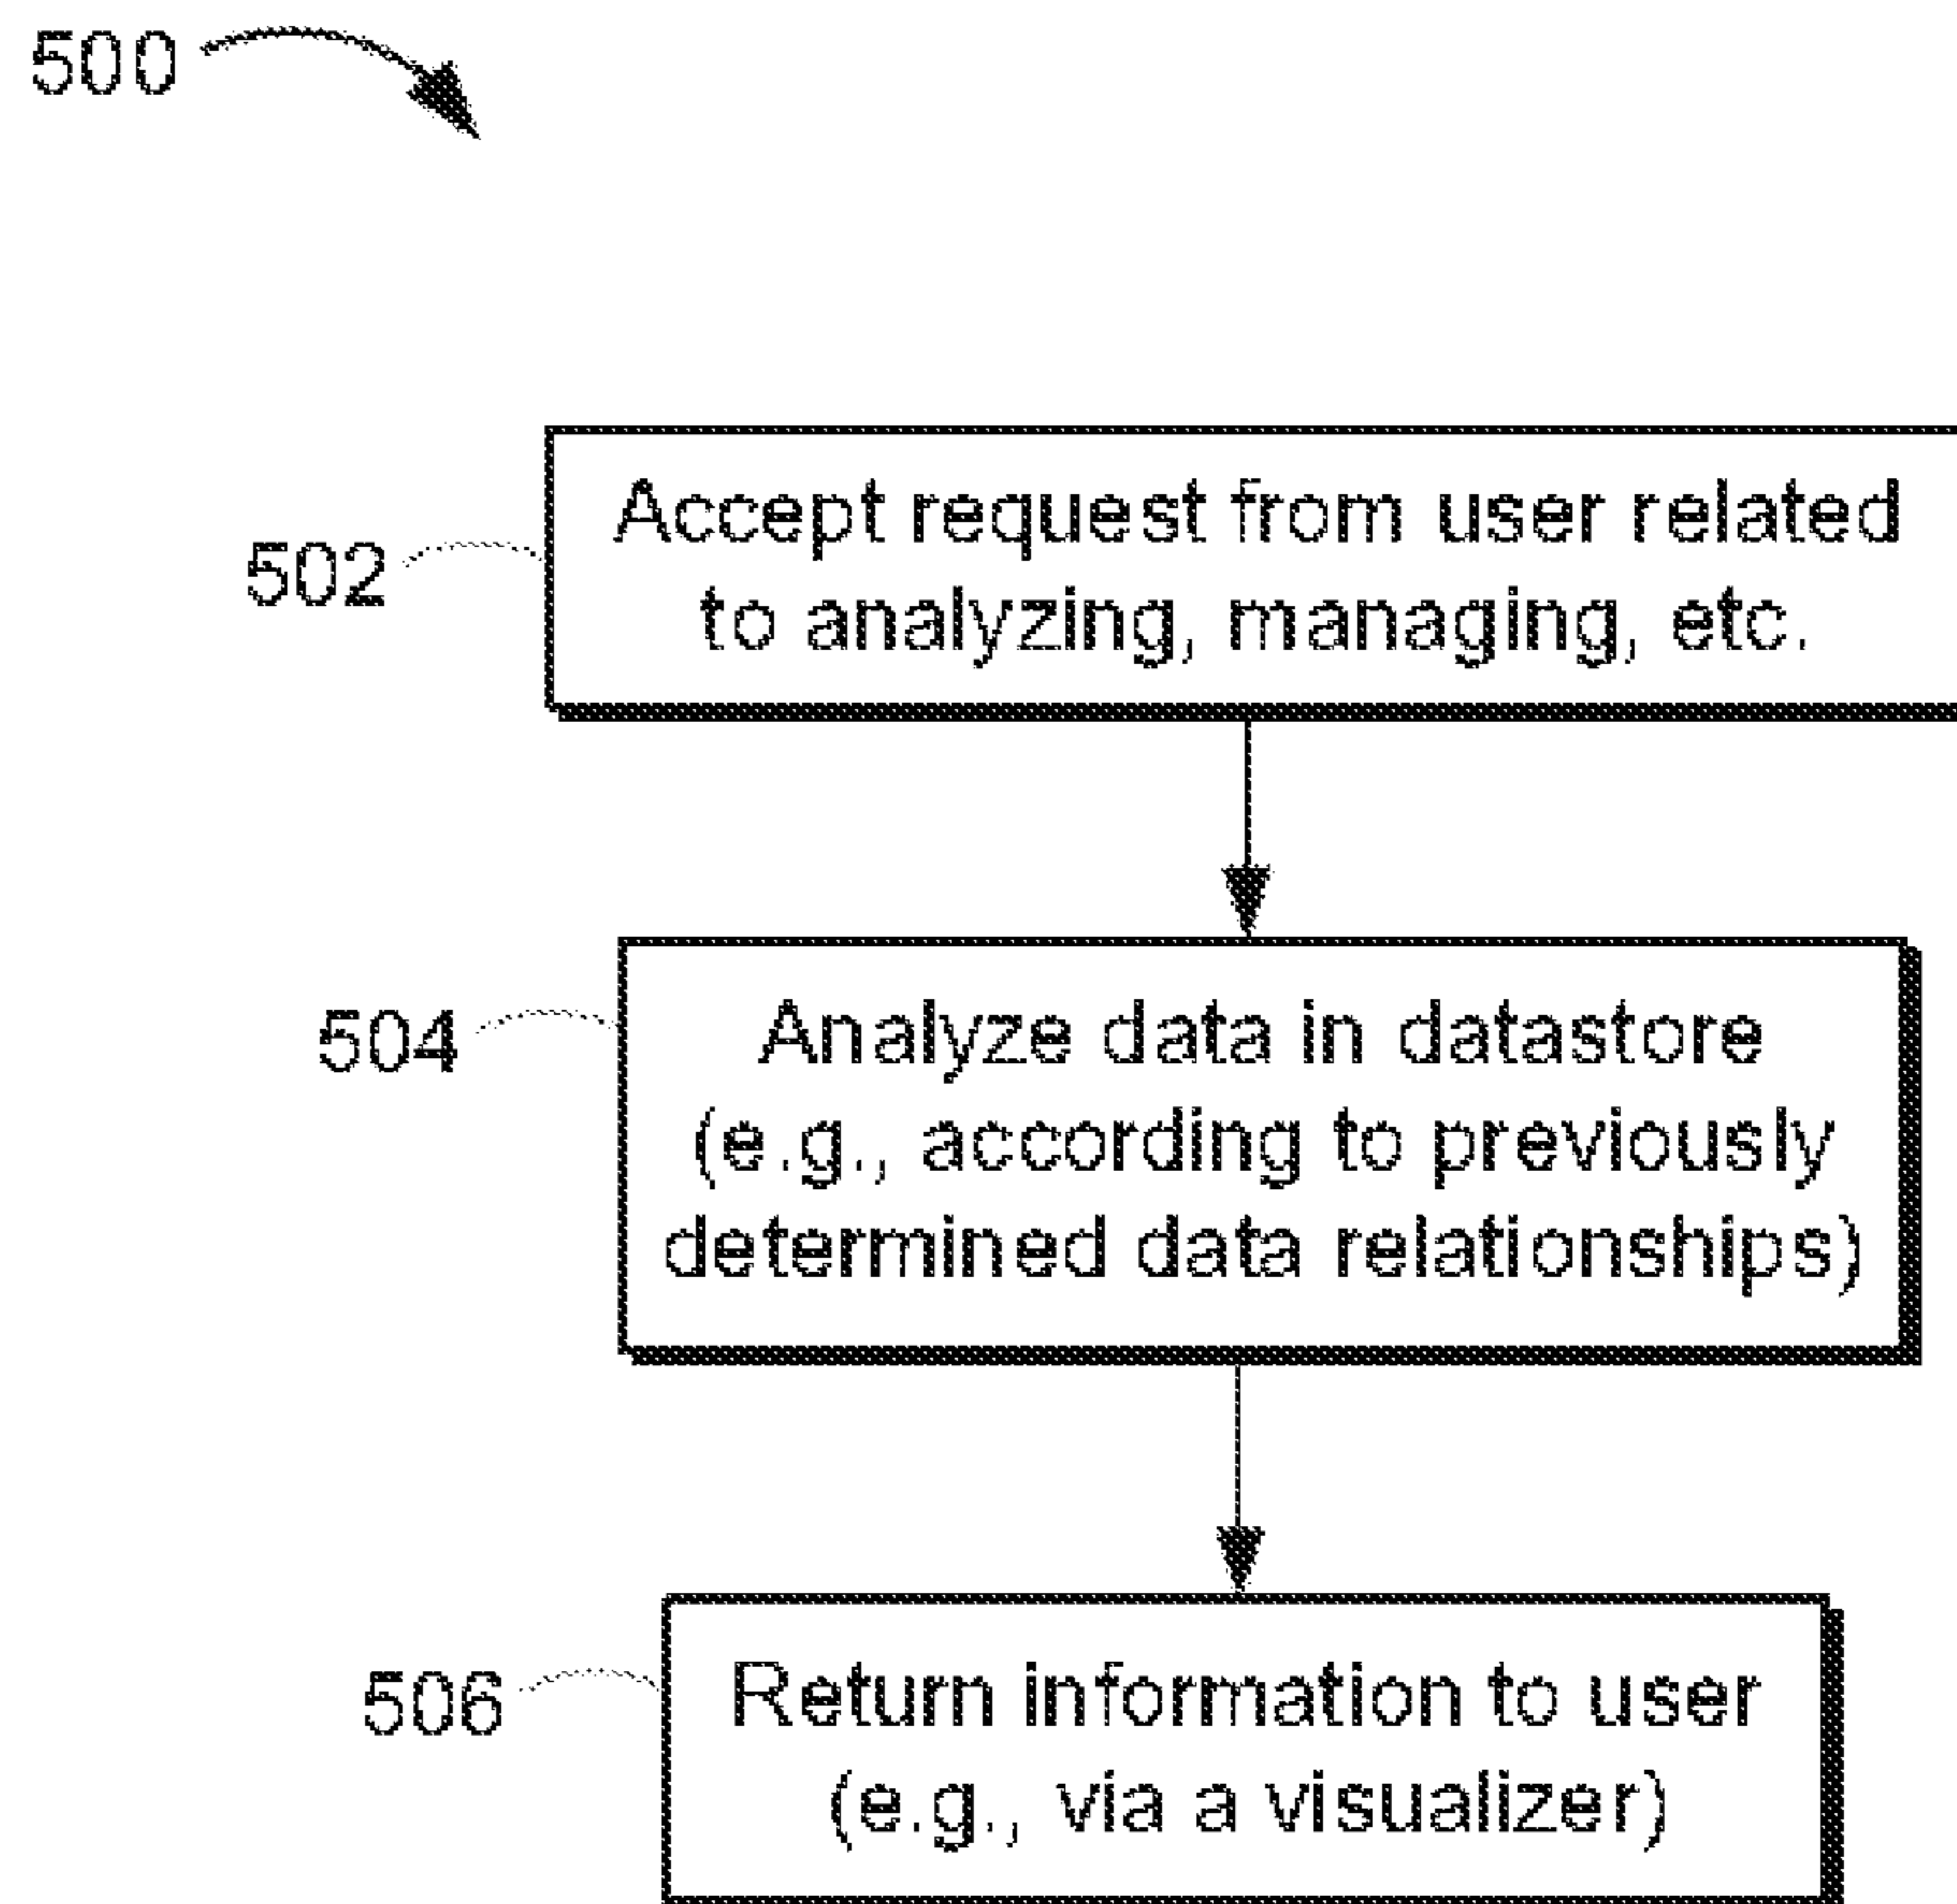 500
502
Accept request from user related
to analyzing, managing, etc.
504
Analyze data in datastore
(e.g., according to previously
determined data relationships)
506
Return information to user
(e.g., via a visualizer)